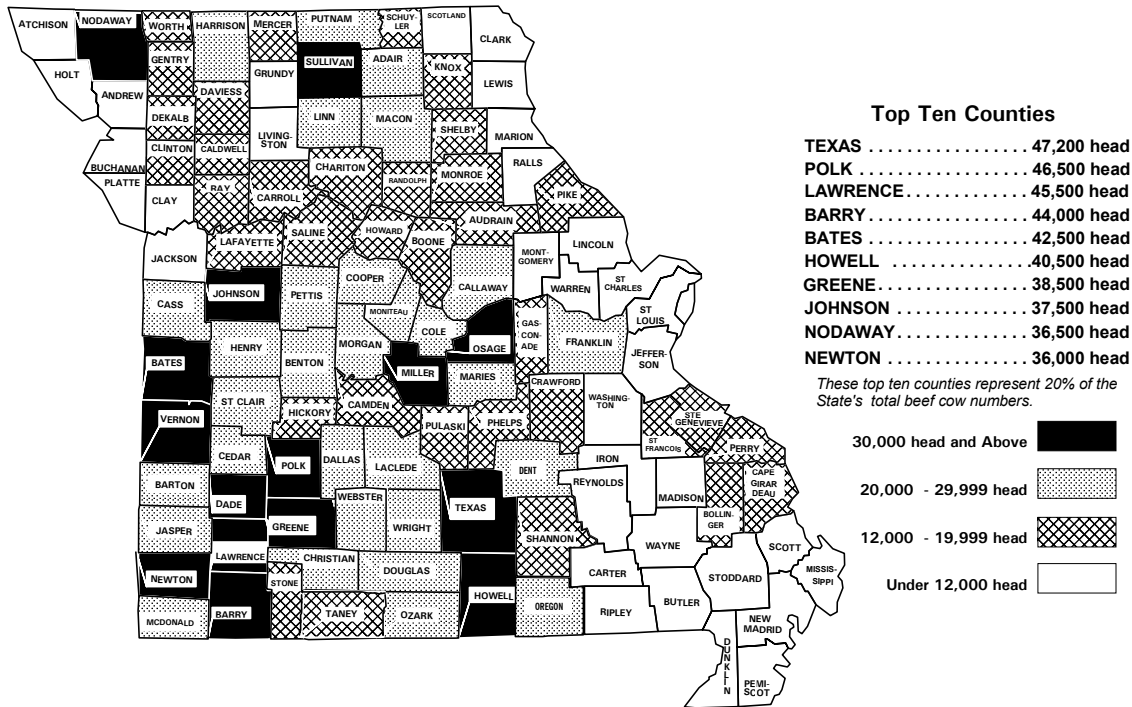 ATCHISON
NODAWAY
WORTH
HARRISON
MERCER
PUTNAM
SCHUY-
LER
SCOTLAND
CLARK
HOLT
GENTRY
SULLIVAN
ADAIR
KNOX
LEWIS
ANDREW
GRUNDY
DAVIESS
DEKALB
LINN
MACON
SHELBY
MARION
LIVING-
STON
BUCHANAN
CLINTON
CALDWELL
CHARITON
RANDOLPH
MONROE
RALLS
PLATTE
CLAY
RAY
CARROLL
PIKE
AUDRAIN
SALINE
HOWARD
BOONE
LAFAYETTE
JACKSON
MONT-
GOMERY
LINCOLN
COOPER
CALLAWAY
WARREN
ST
CHARLES
JOHNSON
PETTIS
CASS
MONITEAU
COLE
OSAGE
GAS-
CON-
ADE
FRANKLIN
ST
LOUIS
JEFFER-
SON
HENRY
BENTON
MORGAN
MILLER
MARIES
BATES
CRAWFORD
WASHING-
TON
ST CLAIR
HICKORY
CAMDEN
PULASKI
PHELPS
STE
GENEVIEVE
VERNON
ST
FRANCOIS
PERRY
CEDAR
POLK
DALLAS
LACLEDE
DENT
IRON
REYNOLDS
MADISON
BOLLIN-
GER
CAPE
GIRAR
DEAU
BARTON
DADE
WEBSTER
TEXAS
JASPER
GREENE
WRIGHT
SHANNON
WAYNE
SCOTT
LAWRENCE
CHRISTIAN
DOUGLAS
CARTER
STODDARD
MISSIS-
SIPPI
NEWTON
STONE
HOWELL
BUTLER
MCDONALD
BARRY
TANEY
OZARK
OREGON
RIPLEY
NEW
MADRID
DUNKLIN
PEMI-
SCOT
Top Ten Counties
TEXAS . . . . . . . . . . . . . . . . . 47,200 head
POLK . . . . . . . . . . . . . . . . . . 46,500 head
LAWRENCE . . . . . . . . . . . . . 45,500 head
BARRY . . . . . . . . . . . . . . . . . 44,000 head
BATES . . . . . . . . . . . . . . . . . 42,500 head
HOWELL . . . . . . . . . . . . . . .40,500 head
GREENE . . . . . . . . . . . . . . . . 38,500 head
JOHNSON . . . . . . . . . . . . . . 37,500 head
NODAWAY . . . . . . . . . . . . . . 36,500 head
NEWTON . . . . . . . . . . . . . . . 36,000 head
These top ten counties represent 20% of the
State's total beef cow numbers.
30,000 head and Above
20,000 - 29,999 head
12,000 - 19,999 head
Under 12,000 head